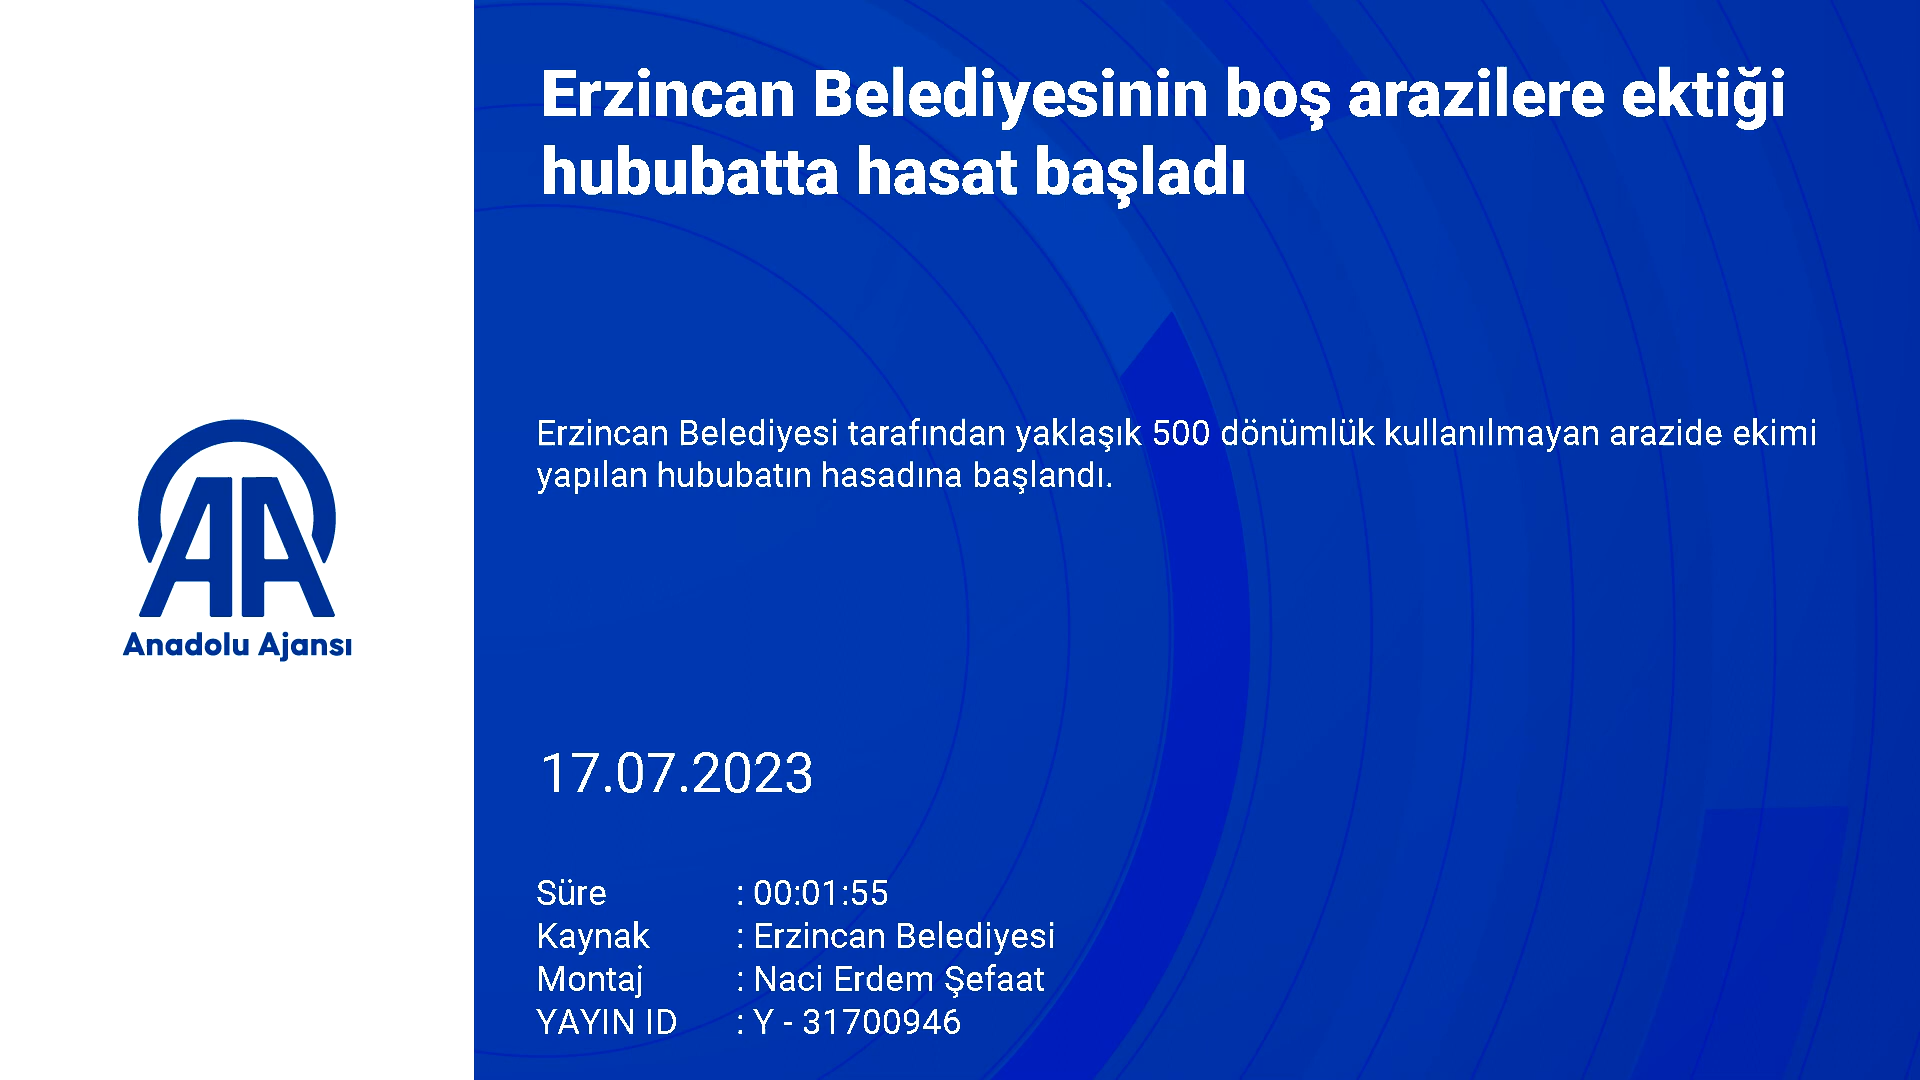 Erzincan Belediyesinin boş arazilere ektiği
hububatta hasat başladı
Erzincan Belediyesi tarafından yaklaşık 500 dönümlük kullanılmayan arazide ekimi
yapılan hububatın hasadına başlandı.
AA
Anadolu Ajansı
17.07.2023
Süre : 00:01:55
Kaynak : Erzincan Belediyesi
Montaj : Naci Erdem Şefaat
YAYIN ID : Y - 31700946